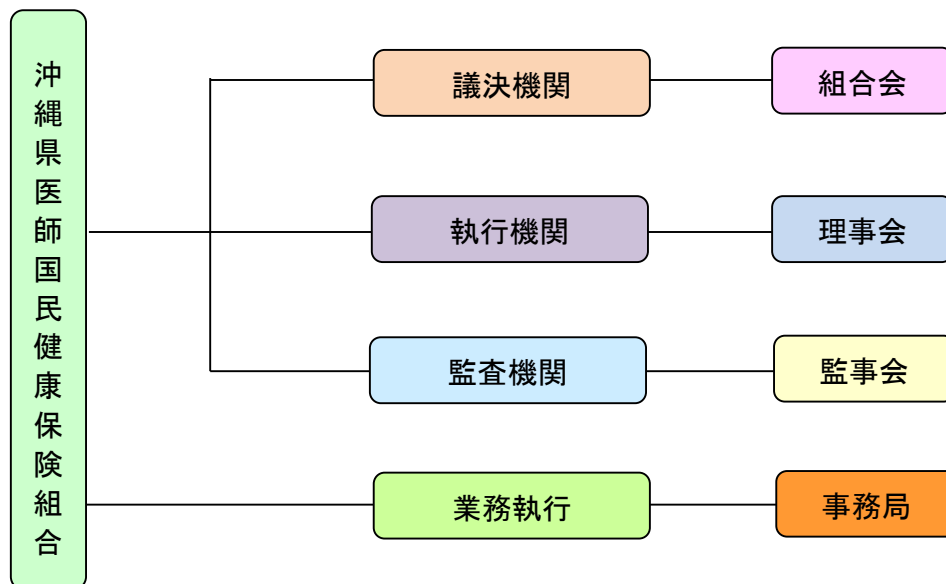 沖縄県医師国民健康保険組合
議決機関
組合会
執行機関
理事会
監査機関
監事会
業務執行
事務局